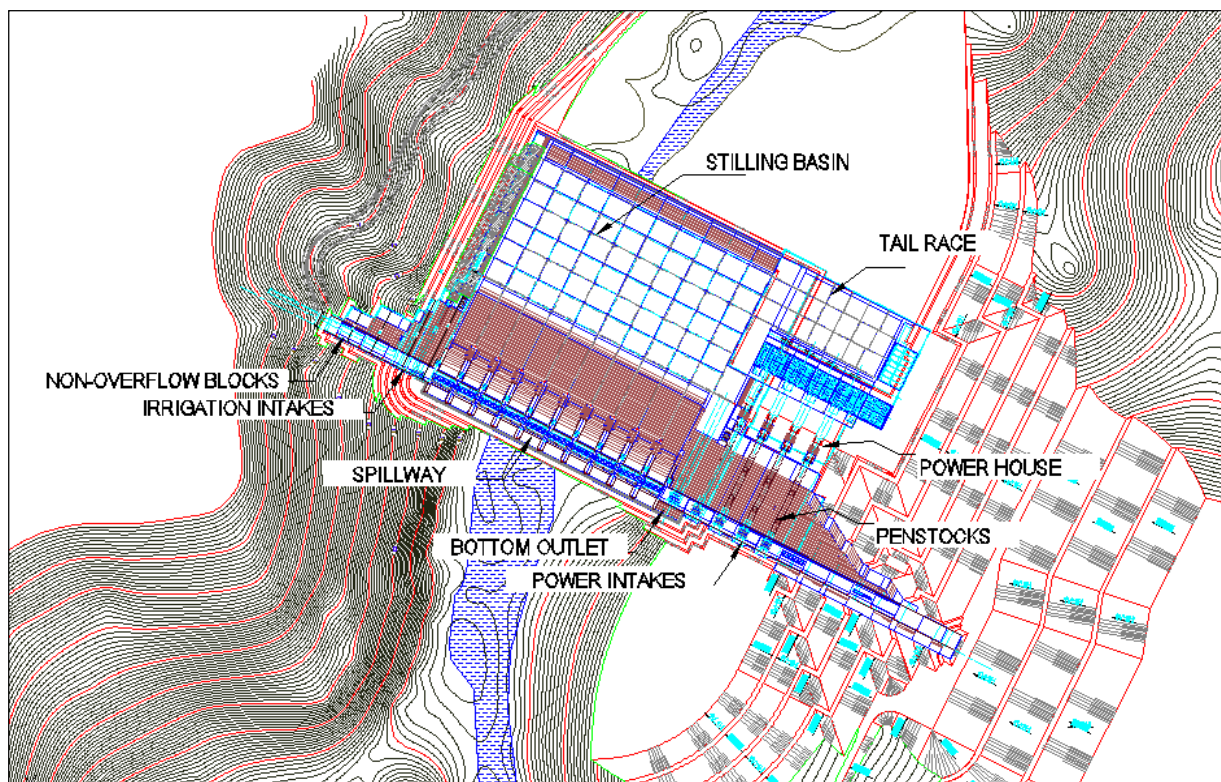 STILLING BASIN
TAIL RACE
NON-OVERFLOW BLOCKS
IRRIGATION INTAKES
SPILLWAY
POWER HOUSE
PENSTOCKS
BOTTOM OUTLET
POWER INTAKES